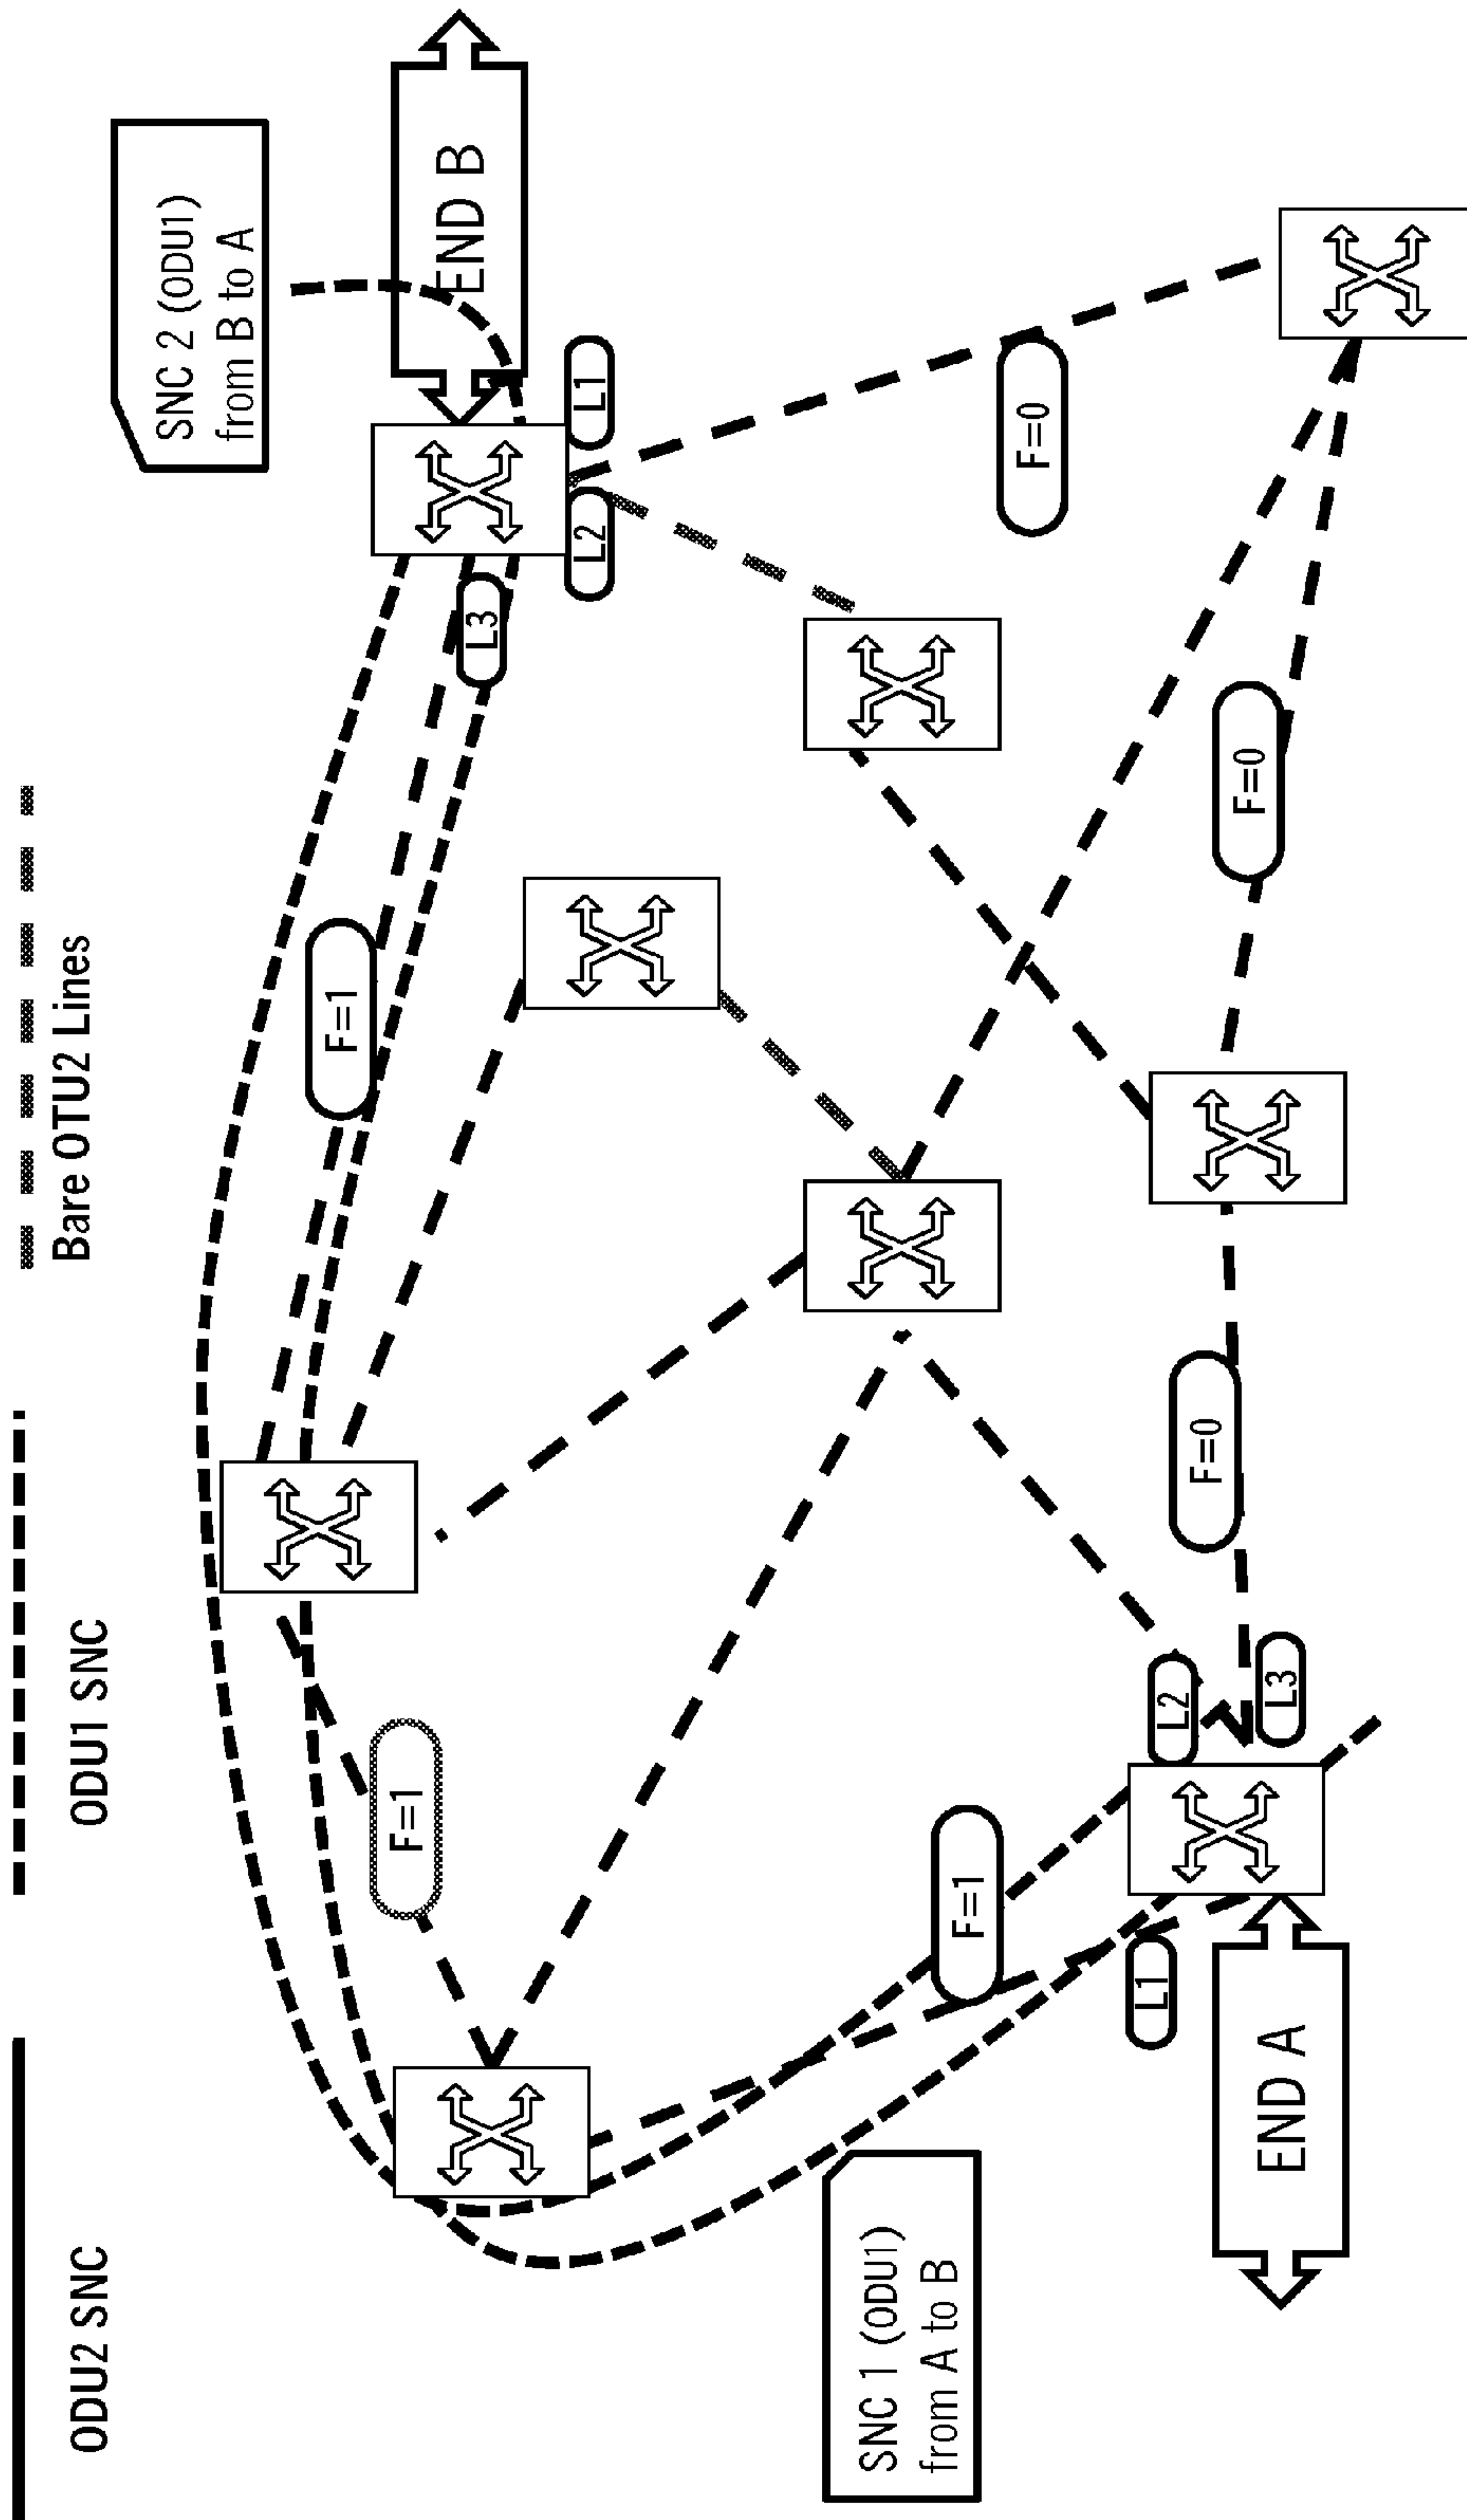 ODU2 SNC
ODU1 SNC
Bare OTU2 Lines
SNC 2 (ODU1)
from B to A
END B
F=1
F=1
L3
L1
L2
F=0
F=1
F=0
F=0
SNC 1 (ODU1)
from A to B
L1
L2
L3
END A